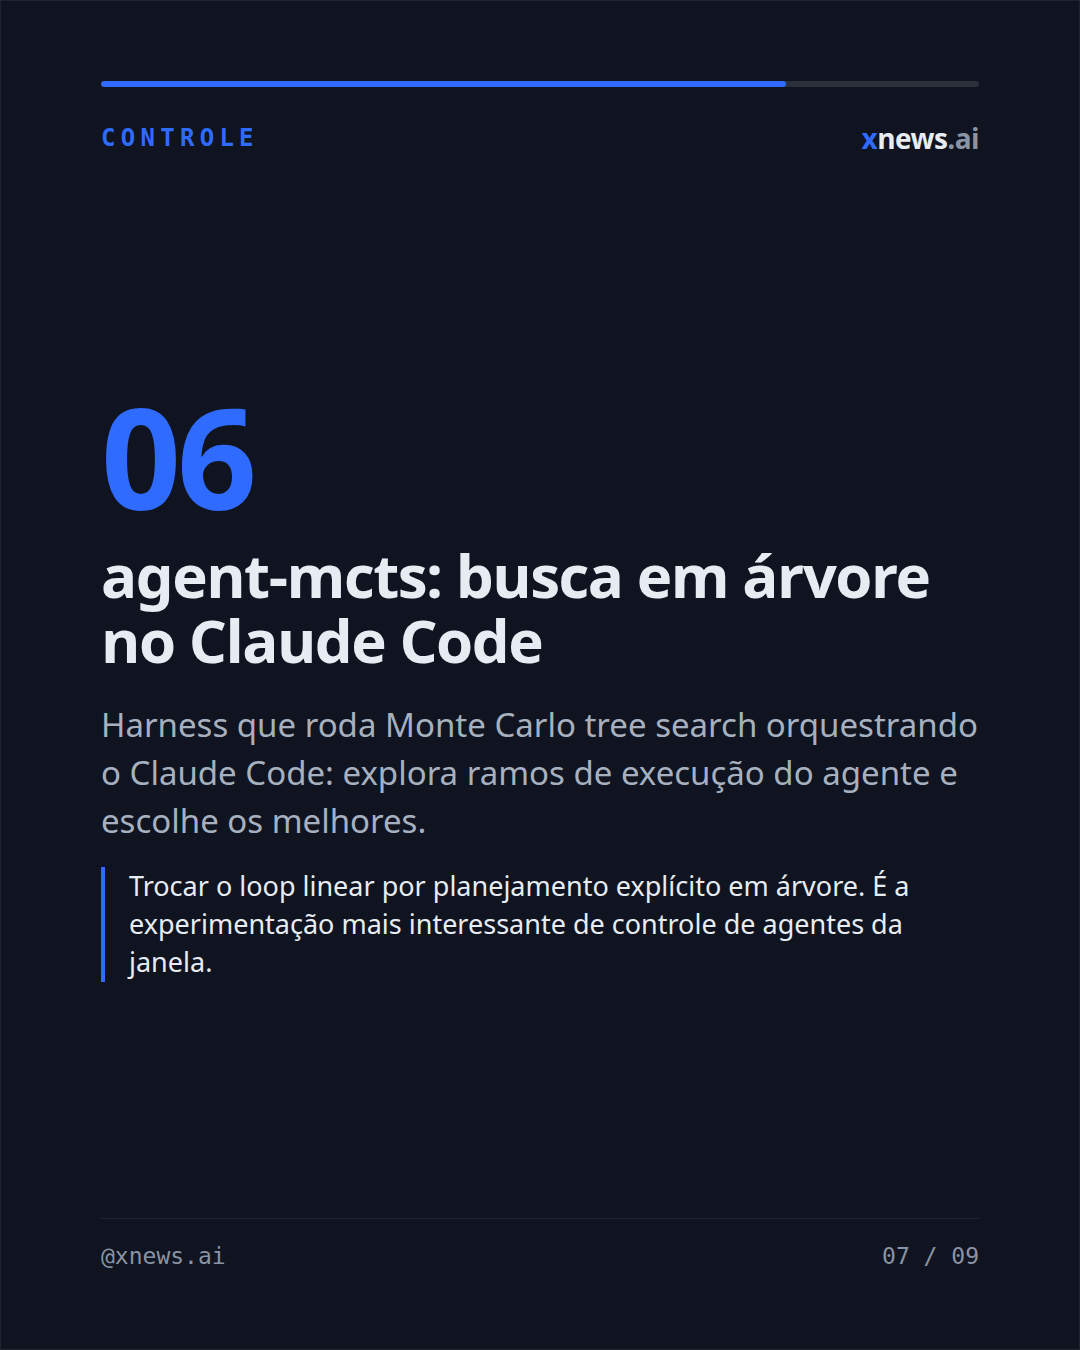 CONTROLE
xnews.ai
06
agent-mcts: busca em árvore
no Claude Code
Harness que roda Monte Carlo tree search orquestrando
o Claude Code: explora ramos de execução do agente e
escolhe os melhores.
Trocar o loop linear por planejamento explícito em árvore. É a
experimentação mais interessante de controle de agentes da
janela.
@xnews.ai
07 / 09